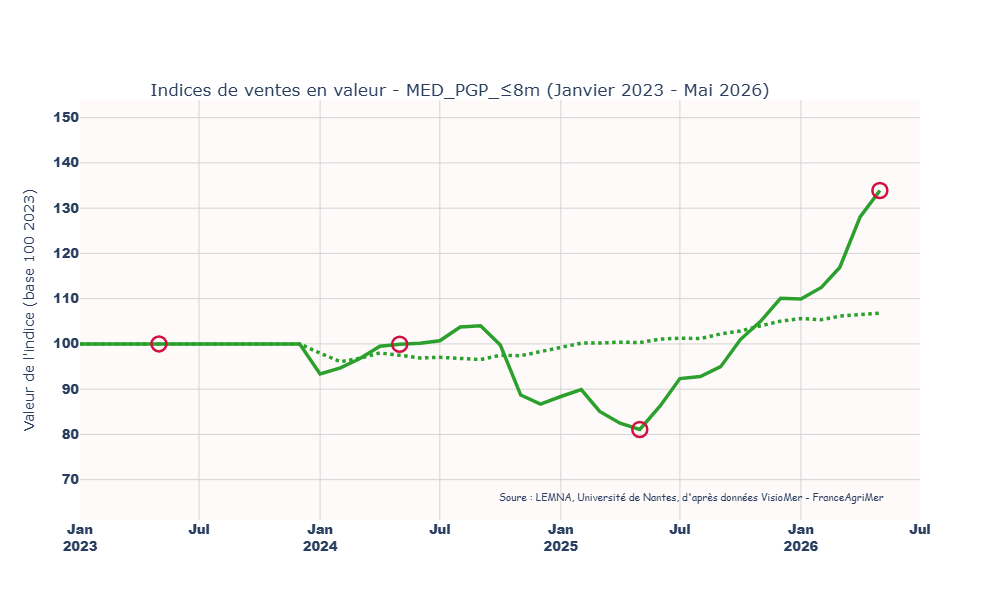 Indices de ventes en valeur - MED_PGP_≤8m (Janvier 2023 - Mai 2026)
Valeur de l'indice (base 100 2023)
150
140
130
120
110
100
90
80
70
Soure : LEMNA, Université de Nantes, d'après données VisioMer - FranceAgriMer
Jan Jul Jan Jul Jan Jul Jan Jul
2023 2024 2025 2026